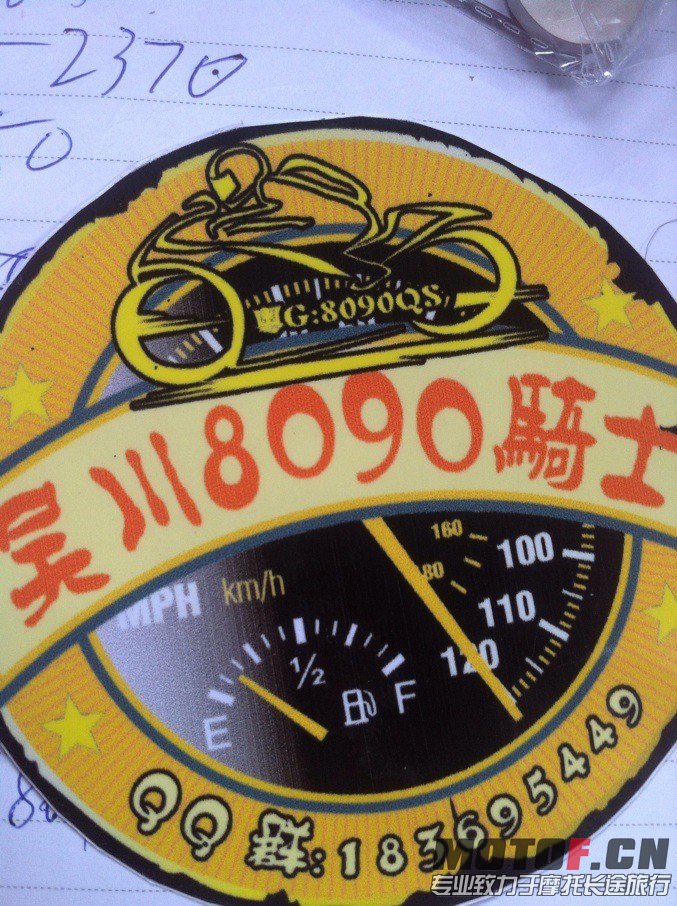 -2370
G:8090QS
吴川8090騎士
160
80
100
110
120
MPH km/h
E 1/2 F
QQ群:183695449
MOTOF.CN
专业致力于摩托长途旅行